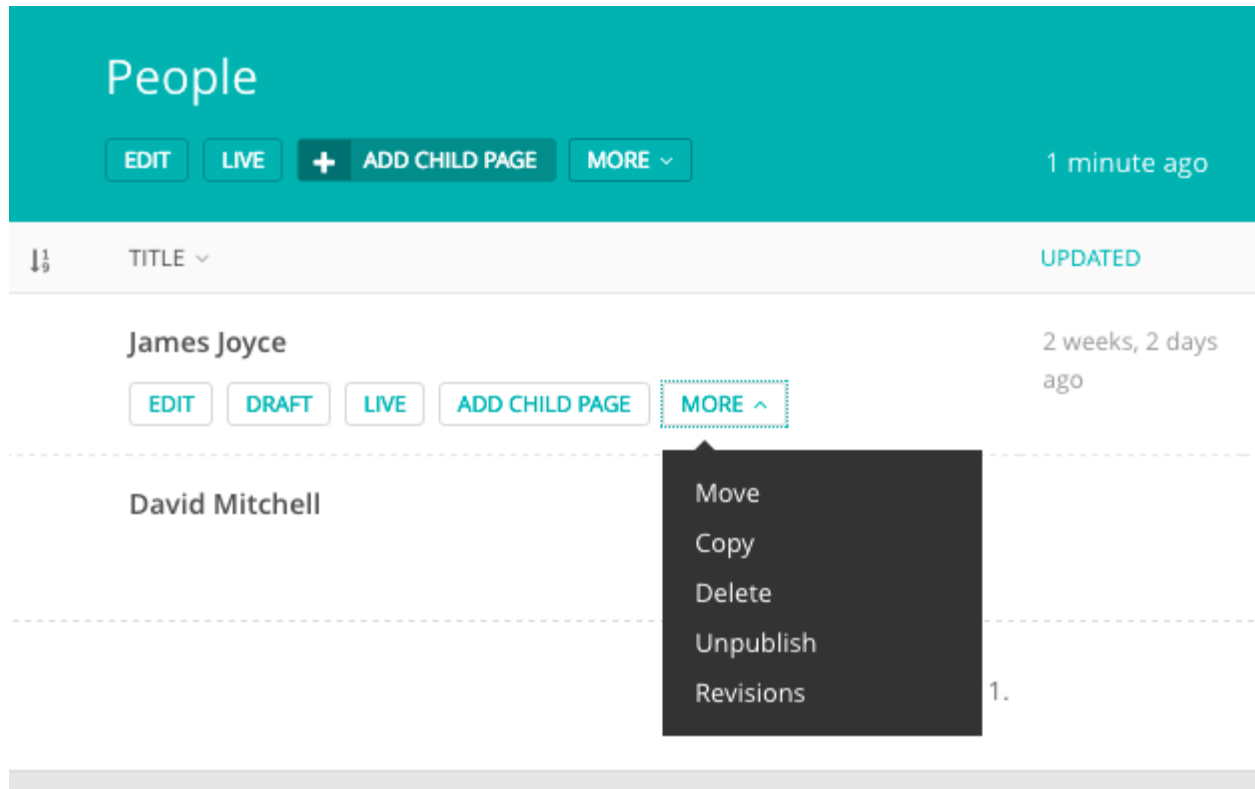 People
EDIT LIVE + ADD CHILD PAGE MORE 1 minute ago
TITLE UPDATED
James Joyce 2 weeks, 2 days
ago
EDIT DRAFT LIVE ADD CHILD PAGE MORE
David Mitchell
Move
Copy
Delete
Unpublish
Revisions 1.